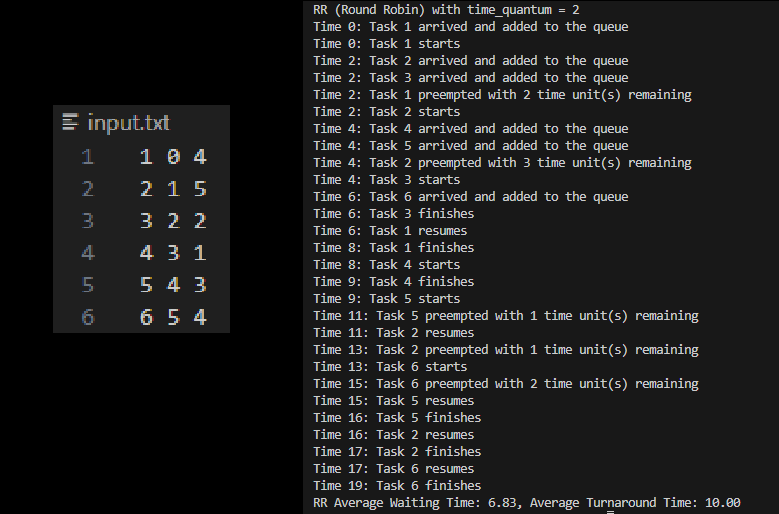 input.txt
1 1 0 4
2 2 1 5
3 3 2 2
4 4 3 1
5 5 4 3
6 6 5 4
RR (Round Robin) with time_quantum = 2
Time 0: Task 1 arrived and added to the queue
Time 0: Task 1 starts
Time 2: Task 2 arrived and added to the queue
Time 2: Task 3 arrived and added to the queue
Time 2: Task 1 preempted with 2 time unit(s) remaining
Time 2: Task 2 starts
Time 4: Task 4 arrived and added to the queue
Time 4: Task 5 arrived and added to the queue
Time 4: Task 2 preempted with 3 time unit(s) remaining
Time 4: Task 3 starts
Time 6: Task 6 arrived and added to the queue
Time 6: Task 3 finishes
Time 6: Task 1 resumes
Time 8: Task 1 finishes
Time 8: Task 4 starts
Time 9: Task 4 finishes
Time 9: Task 5 starts
Time 11: Task 5 preempted with 1 time unit(s) remaining
Time 11: Task 2 resumes
Time 13: Task 2 preempted with 1 time unit(s) remaining
Time 13: Task 6 starts
Time 15: Task 6 preempted with 2 time unit(s) remaining
Time 15: Task 5 resumes
Time 16: Task 5 finishes
Time 16: Task 2 resumes
Time 17: Task 2 finishes
Time 17: Task 6 resumes
Time 19: Task 6 finishes
RR Average Waiting Time: 6.83, Average Turnaround Time: 10.00